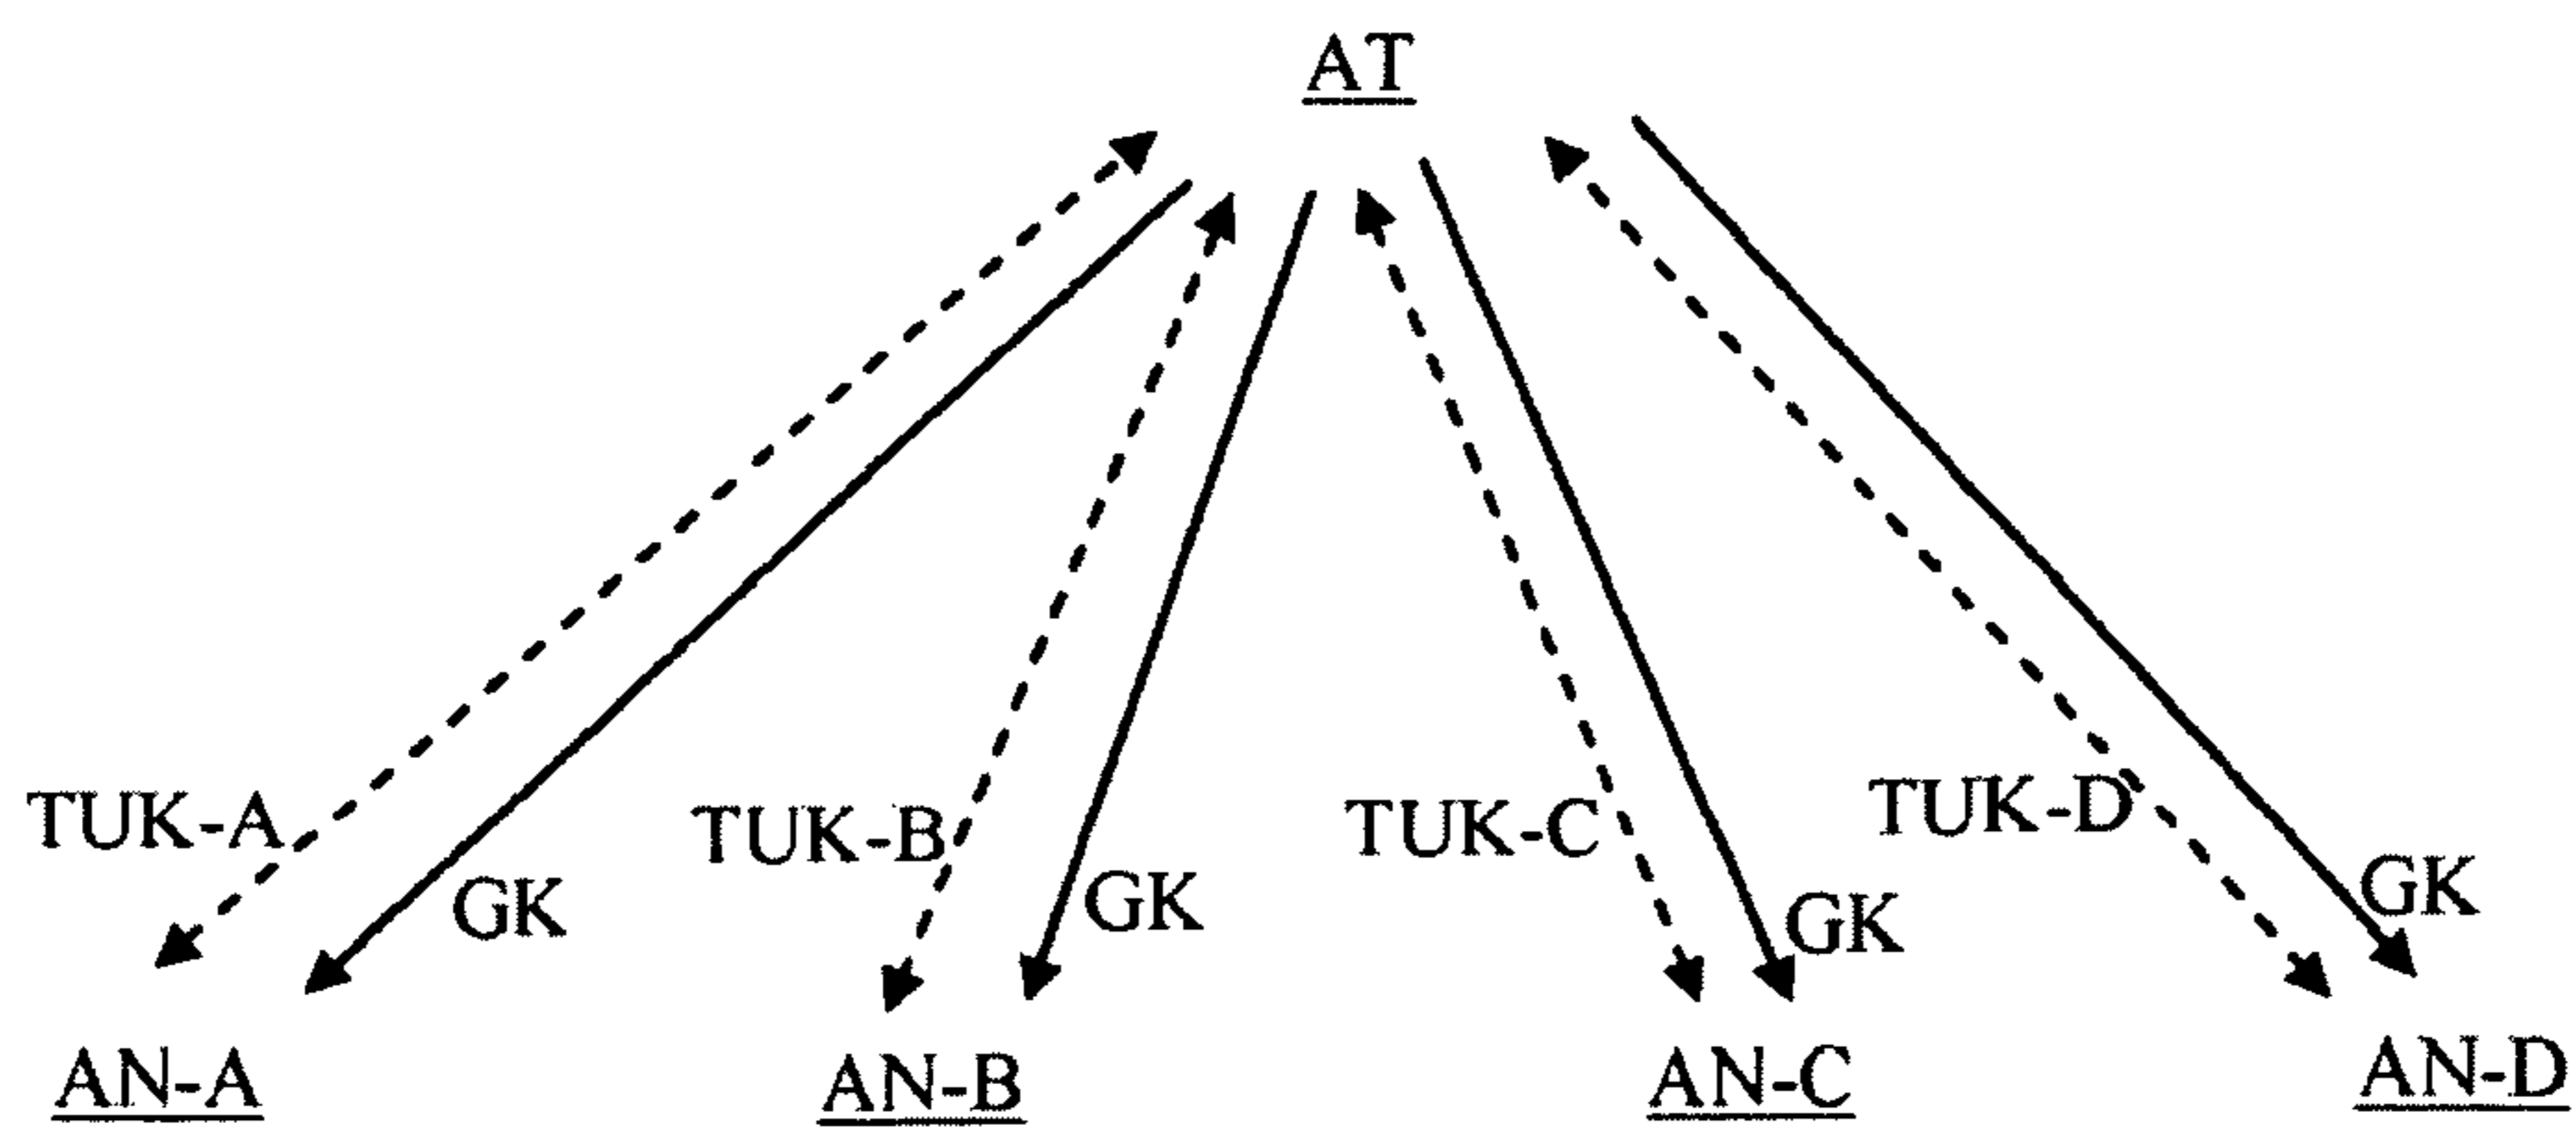 AT
TUK-A
GK
TUK-B
GK
TUK-C
GK
TUK-D
GK
AN-A
AN-B
AN-C
AN-D